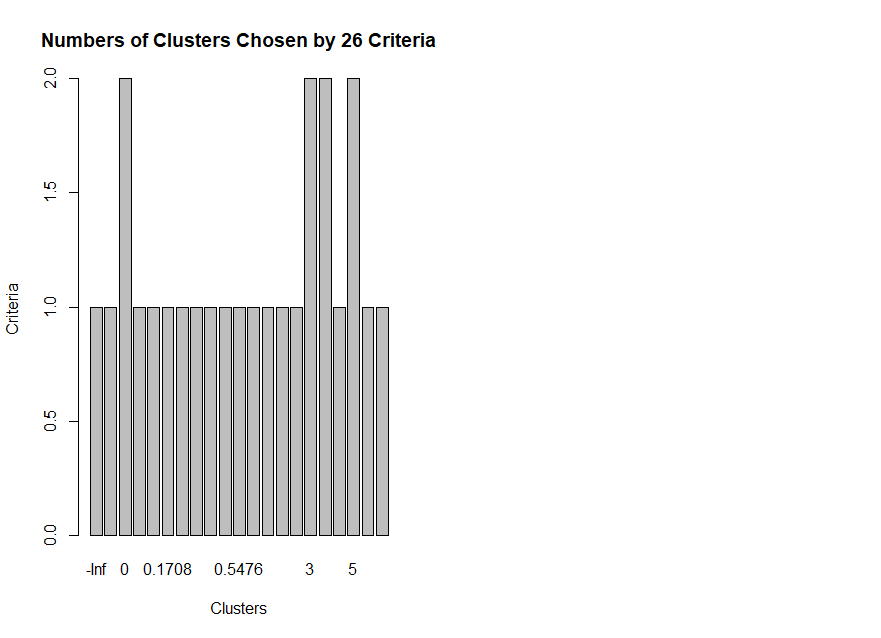 Numbers of Clusters Chosen by 26 Criteria
2.0
1.5
1.0
0.5
0.0
Criteria
-Inf 0 0.1708 0.5476 3 5
Clusters